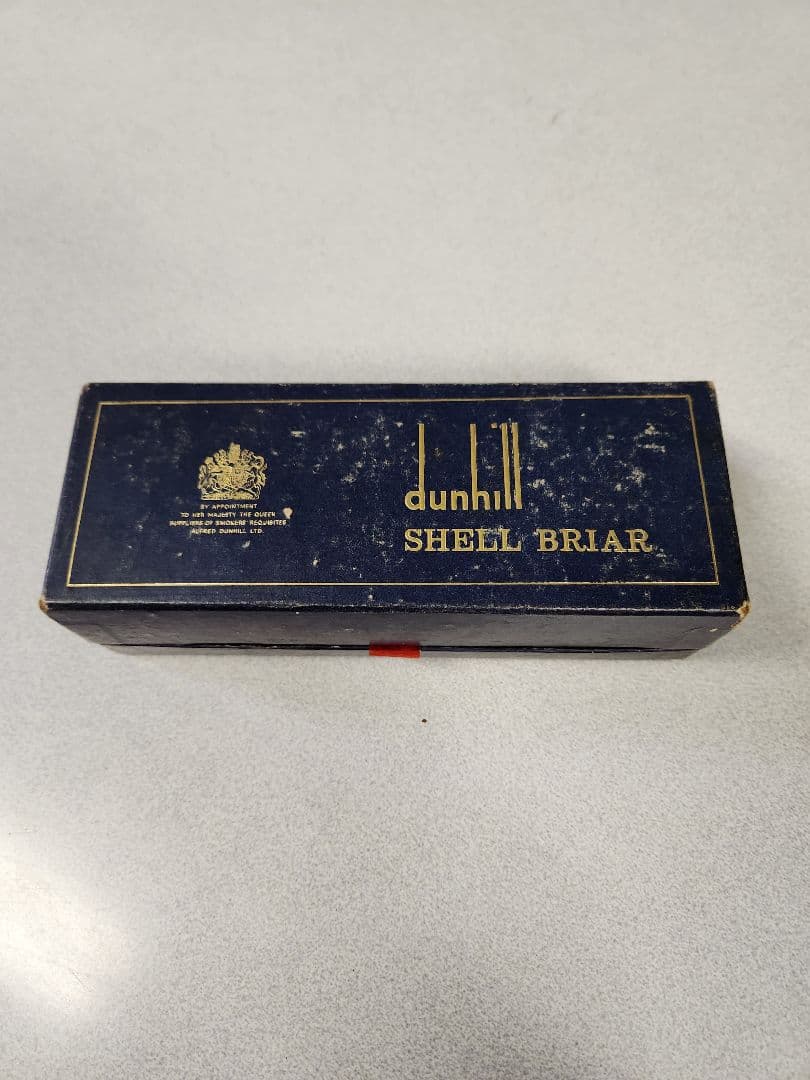 BY APPOINTMENT
TO HER MAJESTY THE QUEEN
SUPPLIERS OF SMOKERS' REQUISITES
ALFRED DUNHILL LTD.
dunhill
SHELL BRIAR